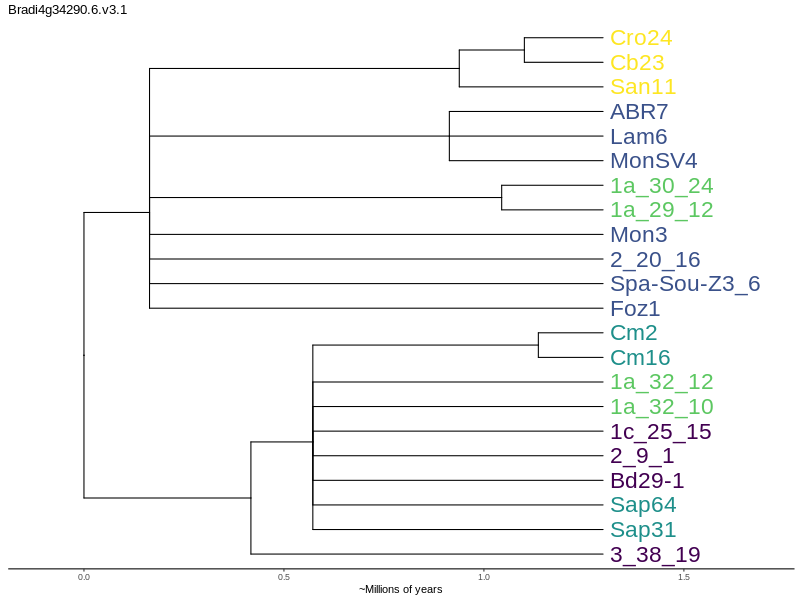 Bradi4g34290.6.v3.1
Cro24
Cb23
San11
ABR7
Lam6
MonSV4
1a_30_24
1a_29_12
Mon3
2_20_16
Spa-Sou-Z3_6
Foz1
Cm2
Cm16
1a_32_12
1a_32_10
1c_25_15
2_9_1
Bd29-1
Sap64
Sap31
3_38_19
0.0 0.5 1.0 1.5
~Millions of years